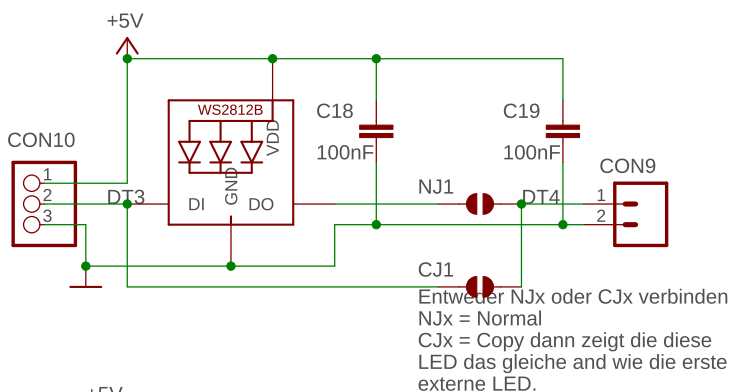 +5V
WS2812B
C18
C19
VDD
CON10
100nF
100nF
CON9
1
GND
NJ1
2
DT3
DI
DO
DT4
1
3
2
CJ1
Entweder NJx oder CJx verbinden
NJx = Normal
CJx = Copy dann zeigt die diese
LED das gleiche and wie die erste
externe LED.
+5V